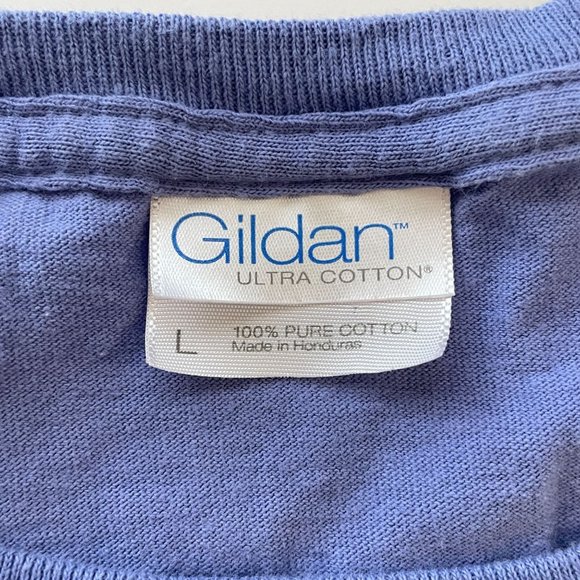 Gildan™
ULTRA COTTON®
L
100% PURE COTTON
Made in Honduras